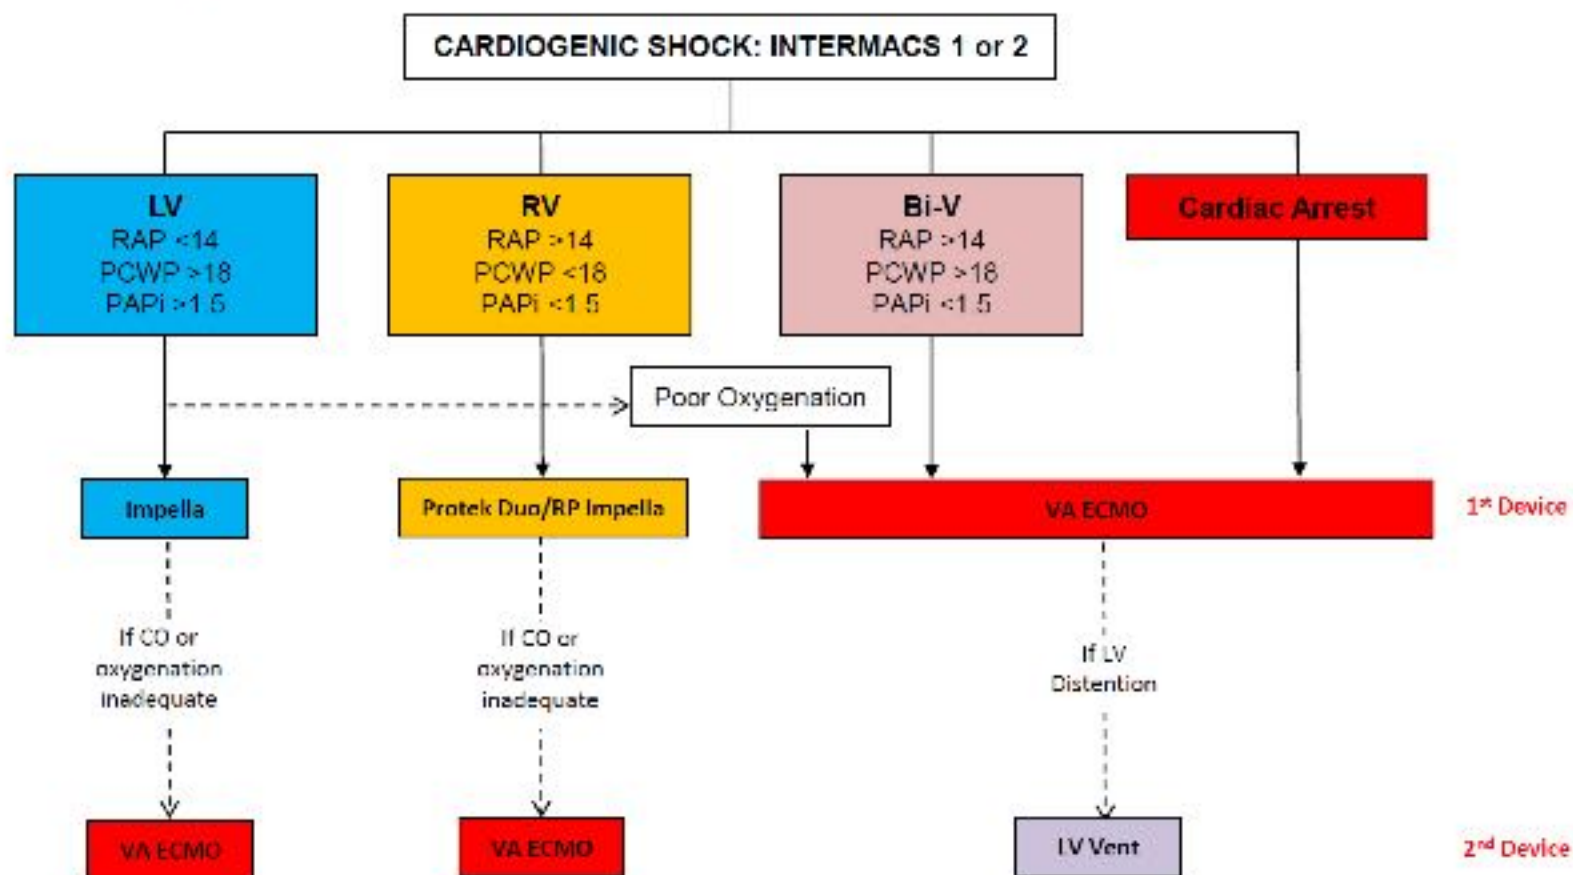 CARDIOGENIC SHOCK: INTERMACS 1 or 2
LV
RAP <14
PCWP >18
PAPi >1.5
RV
RAP >14
PCWP <18
PAPi <1.5
Bi-V
RAP >14
PCWP >18
PAPi <1.5
Cardiac Arrest
Poor Oxygenation
Impella
Protek Duo/RP Impella
VA ECMO
1st Device
If CO or
oxygenation
inadequate
If CO or
oxygenation
inadequate
If LV
Distention
VA ECMO
VA ECMO
LV Vent
2nd Device